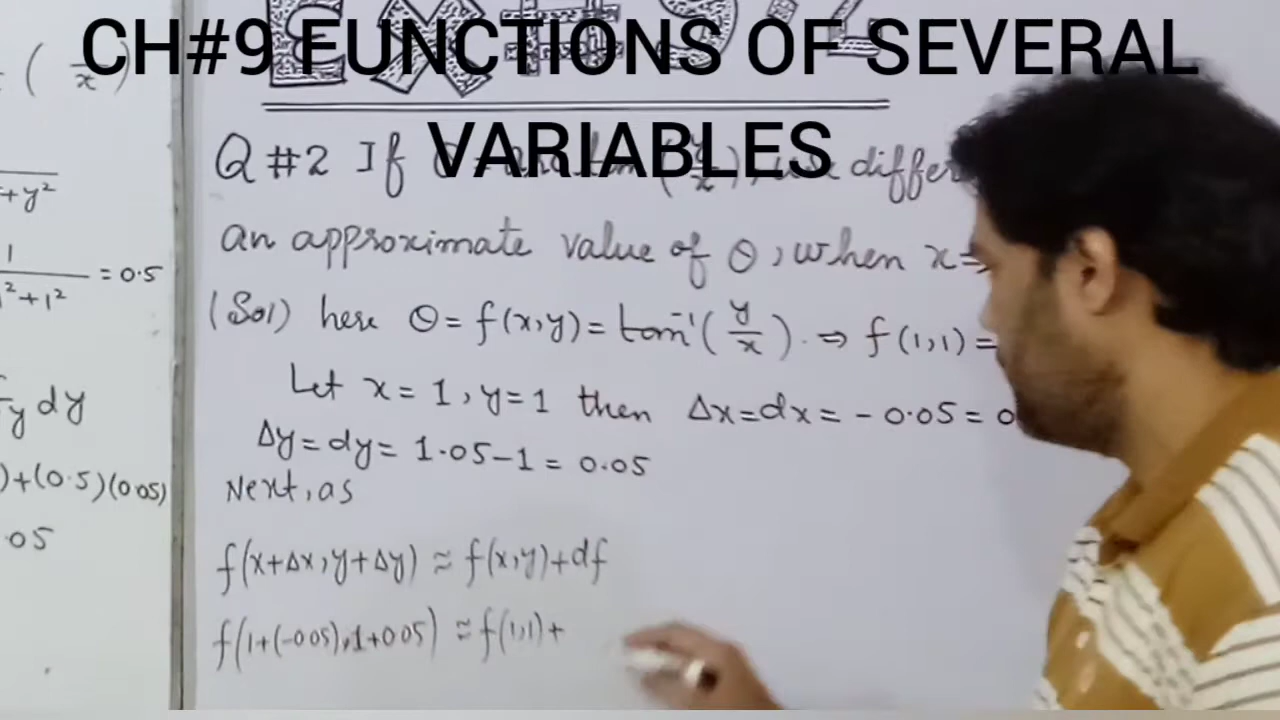 CH#9 FUNCTIONS OF SEVERAL
VARIABLES
( /x )
+y²
1
/ 1²+1² = 0.5
y dy
)+(0.5)(0.05)
.05
Q #2 If θ = (y/x), use differ
an approximate value of θ, when x=
(Sol) here θ = f(x,y) = tan⁻¹(y/x). ⇒ f(1,1) =
Let x = 1, y=1 then Δx=dx= -0.05= 0
Δy=dy= 1.05-1 = 0.05
Next, as
f(x+Δx, y+Δy) ≈ f(x,y)+df
f(1+(-0.05), 1+0.05) ≈ f(1,1)+